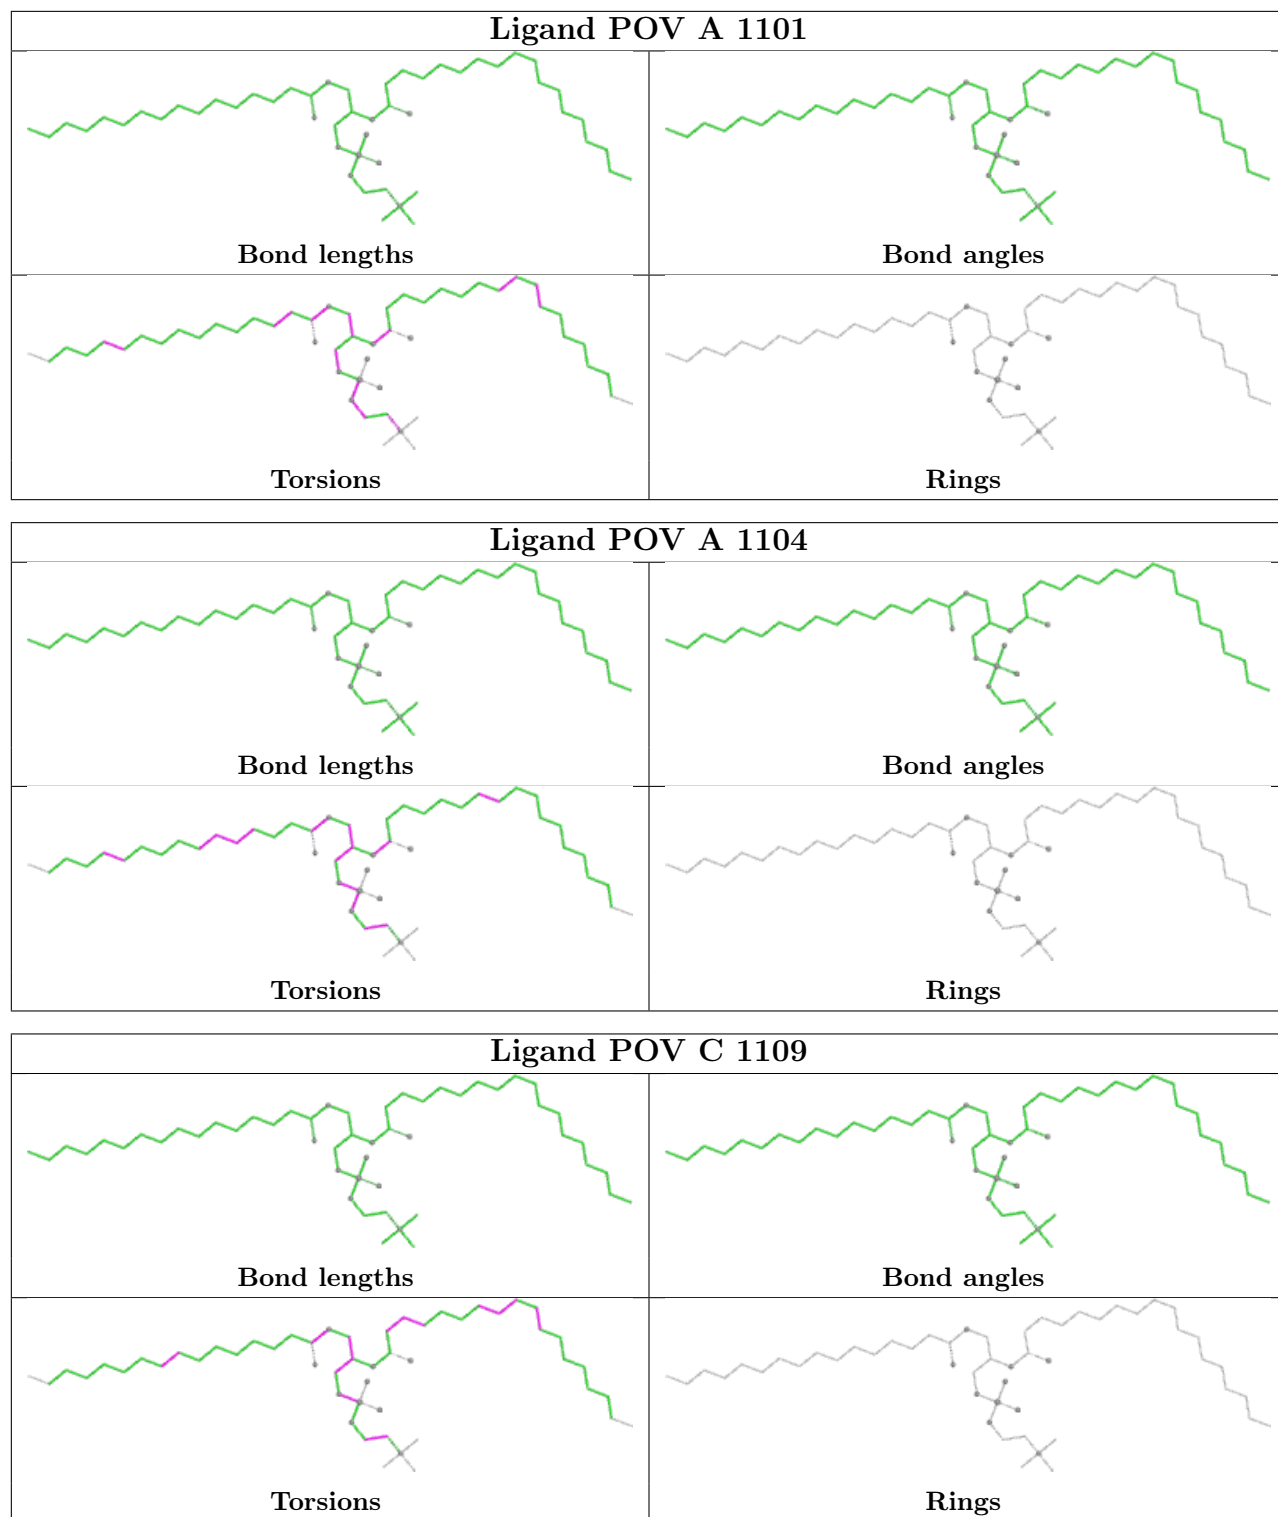 Ligand POV A 1101
Bond lengths
Bond angles
Torsions
Rings
Ligand POV A 1104
Bond lengths
Bond angles
Torsions
Rings
Ligand POV C 1109
Bond lengths
Bond angles
Torsions
Rings